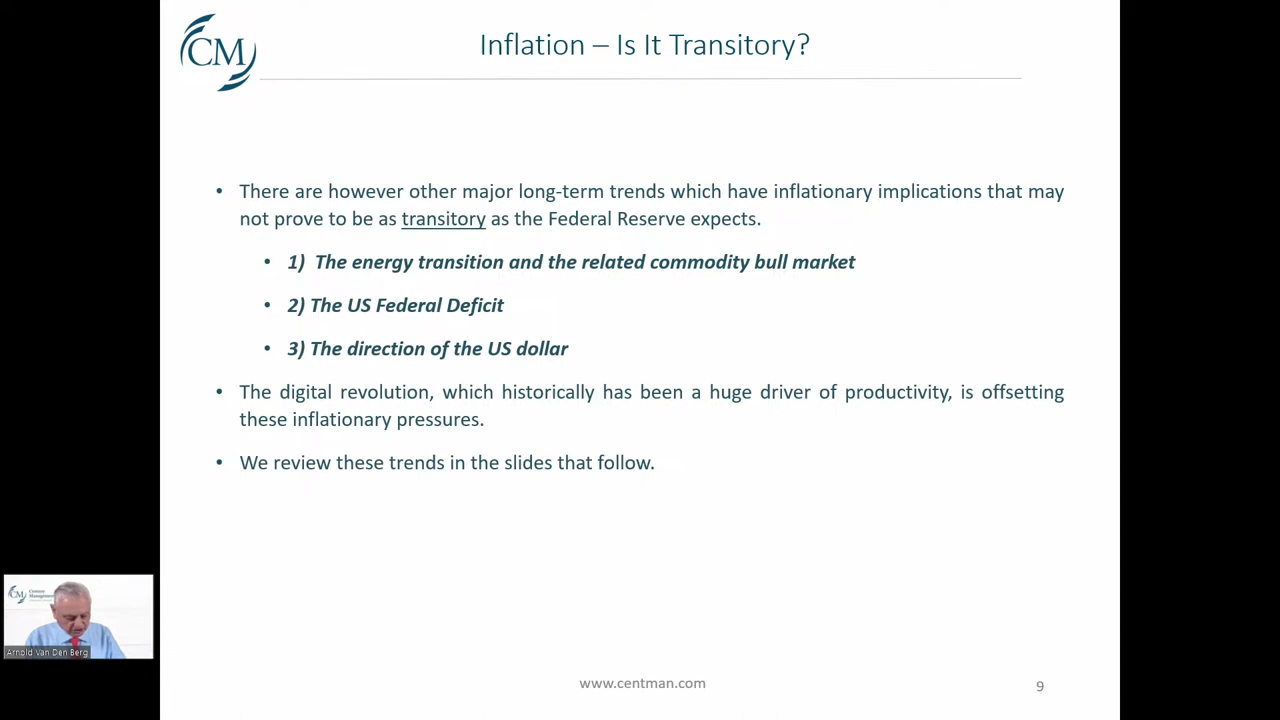 CM
Inflation – Is It Transitory?
• There are however other major long-term trends which have inflationary implications that may
not prove to be as transitory as the Federal Reserve expects.
• 1) The energy transition and the related commodity bull market
• 2) The US Federal Deficit
• 3) The direction of the US dollar
• The digital revolution, which historically has been a huge driver of productivity, is offsetting
these inflationary pressures.
• We review these trends in the slides that follow.
CM
Century
Management
Arnold Van Den Berg
www.centman.com
9